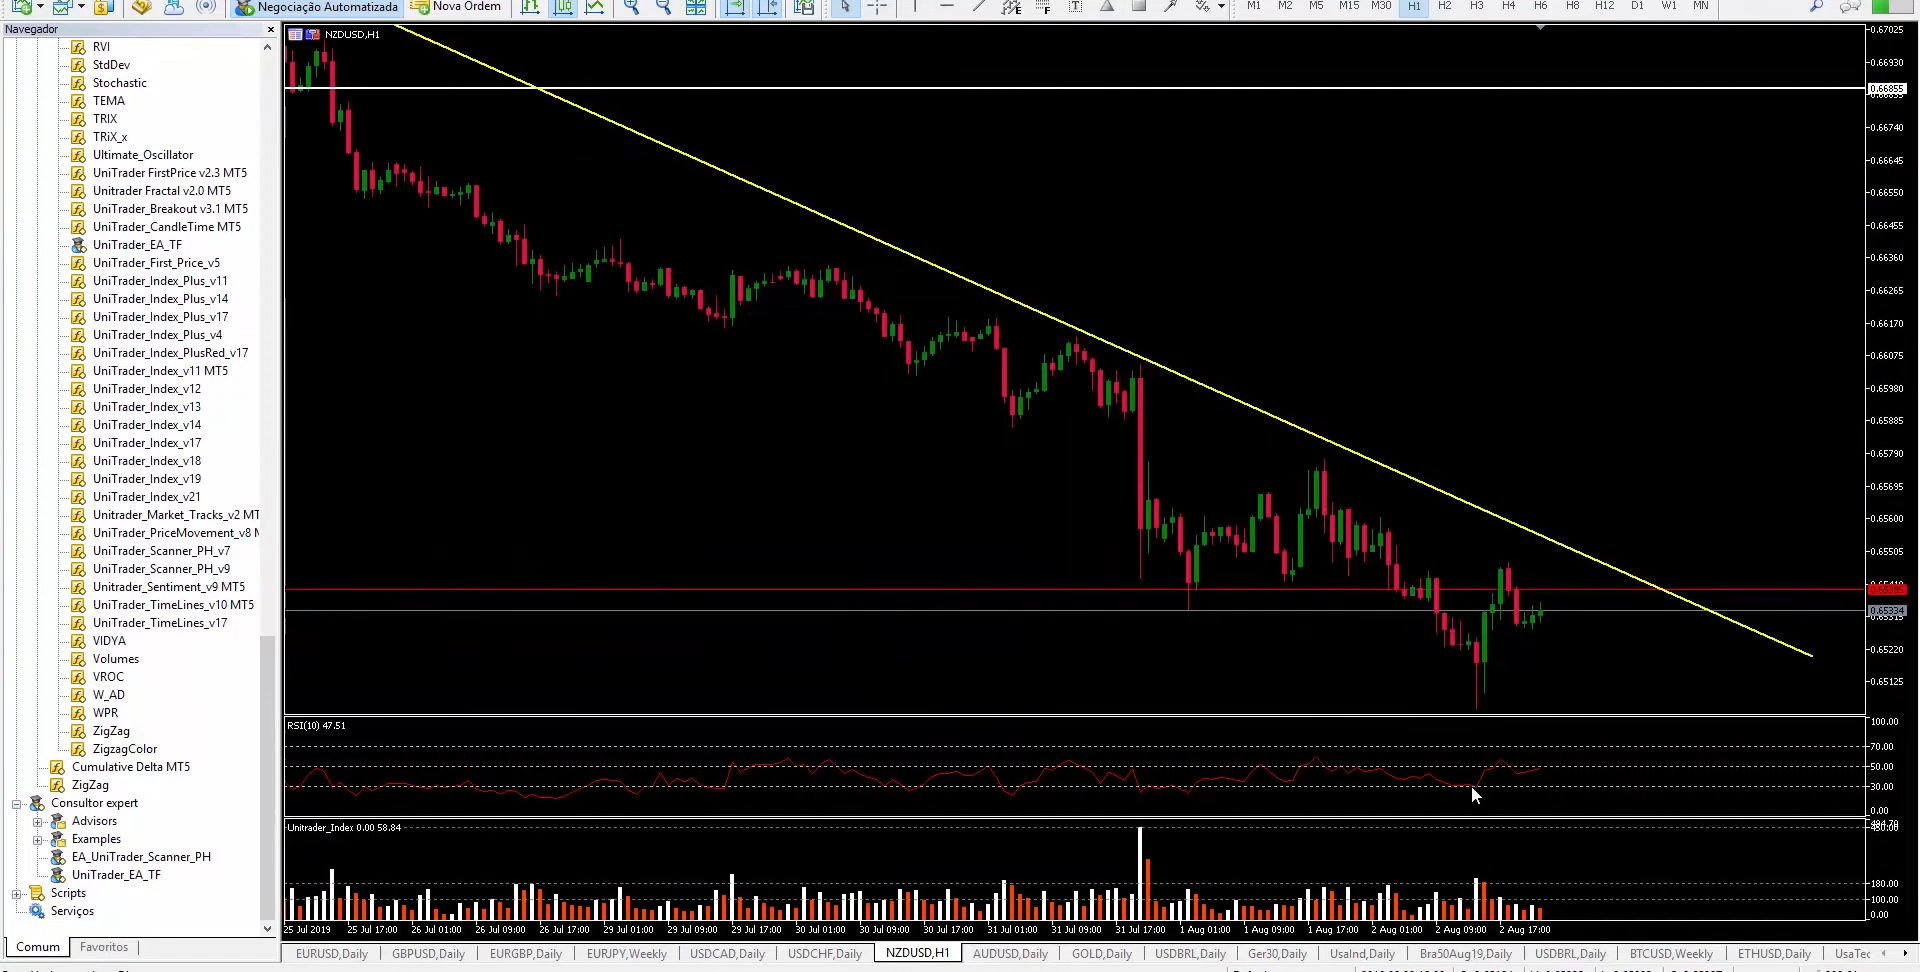 Negociação Automatizada Nova Ordem M1 M2 M5 M15 M30 H1 H2 H3 H4 H6 H8 H12 D1 W1 MN
Navegador
RVI
StdDev
Stochastic
TEMA
TRIX
TRiX_x
Ultimate_Oscillator
UniTrader FirstPrice v2.3 MT5
Unitrader Fractal v2.0 MT5
UniTrader_Breakout v3.1 MT5
UniTrader_CandleTime MT5
UniTrader_EA_TF
UniTrader_First_Price_v5
UniTrader_Index_Plus_v11
UniTrader_Index_Plus_v14
UniTrader_Index_Plus_v17
UniTrader_Index_Plus_v4
UniTrader_Index_PlusRed_v17
UniTrader_Index_v11 MT5
UniTrader_Index_v12
UniTrader_Index_v13
UniTrader_Index_v14
UniTrader_Index_v17
UniTrader_Index_v18
UniTrader_Index_v19
UniTrader_Index_v21
Unitrader_Market_Tracks_v2 MT
UniTrader_PriceMovement_v8 M
UniTrader_Scanner_PH_v7
UniTrader_Scanner_PH_v9
Unitrader_Sentiment_v9 MT5
UniTrader_TimeLines_v10 MT5
UniTrader_TimeLines_v17
VIDYA
Volumes
VROC
W_AD
WPR
ZigZag
ZigzagColor
Cumulative Delta MT5
ZigZag
Consultor expert
Advisors
Examples
EA_UniTrader_Scanner_PH
UniTrader_EA_TF
Scripts
Serviços
Comum Favoritos
NZDUSD,H1
0.67025
0.66930
0.66855
0.66740
0.66645
0.66550
0.66455
0.66360
0.66265
0.66170
0.66075
0.65980
0.65885
0.65790
0.65695
0.65600
0.65505
0.65334
0.65315
0.65220
0.65125
RSI(10) 47.51
100.00
70.00
50.00
30.00
0.00
Unitrader_Index 0.00 58.84
180.00
100.00
0.00
25 Jul 2019 25 Jul 17:00 26 Jul 01:00 26 Jul 09:00 26 Jul 17:00 29 Jul 01:00 29 Jul 09:00 29 Jul 17:00 30 Jul 01:00 30 Jul 09:00 30 Jul 17:00 31 Jul 01:00 31 Jul 09:00 31 Jul 17:00 1 Aug 01:00 1 Aug 09:00 1 Aug 17:00 2 Aug 01:00 2 Aug 09:00 2 Aug 17:00
EURUSD,Daily GBPUSD,Daily EURGBP,Daily EURJPY,Weekly USDCAD,Daily USDCHF,Daily NZDUSD,H1 AUDUSD,Daily GOLD,Daily USDBRL,Daily Ger30,Daily UsaInd,Daily Bra50Aug19,Daily USDBRL,Daily BTCUSD,Weekly ETHUSD,Daily UsaTec